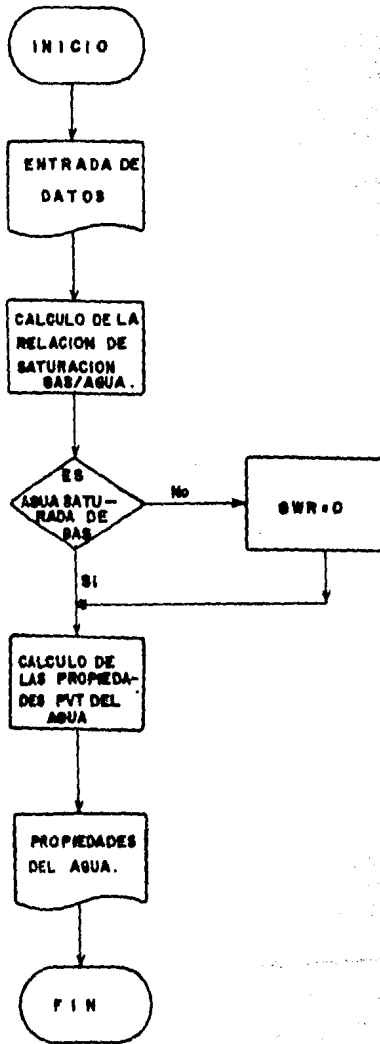 INICIO
ENTRADA DE
DATOS
CALCULO DE LA
RELACION DE
SATURACION
GAS/AGUA.
ES
AGUA SATU-
RADA DE
GAS
No
GWR=0
Si
CALCULO DE
LAS PROPIEDA-
DES PVT DEL
AGUA
PROPIEDADES
DEL AGUA.
FIN